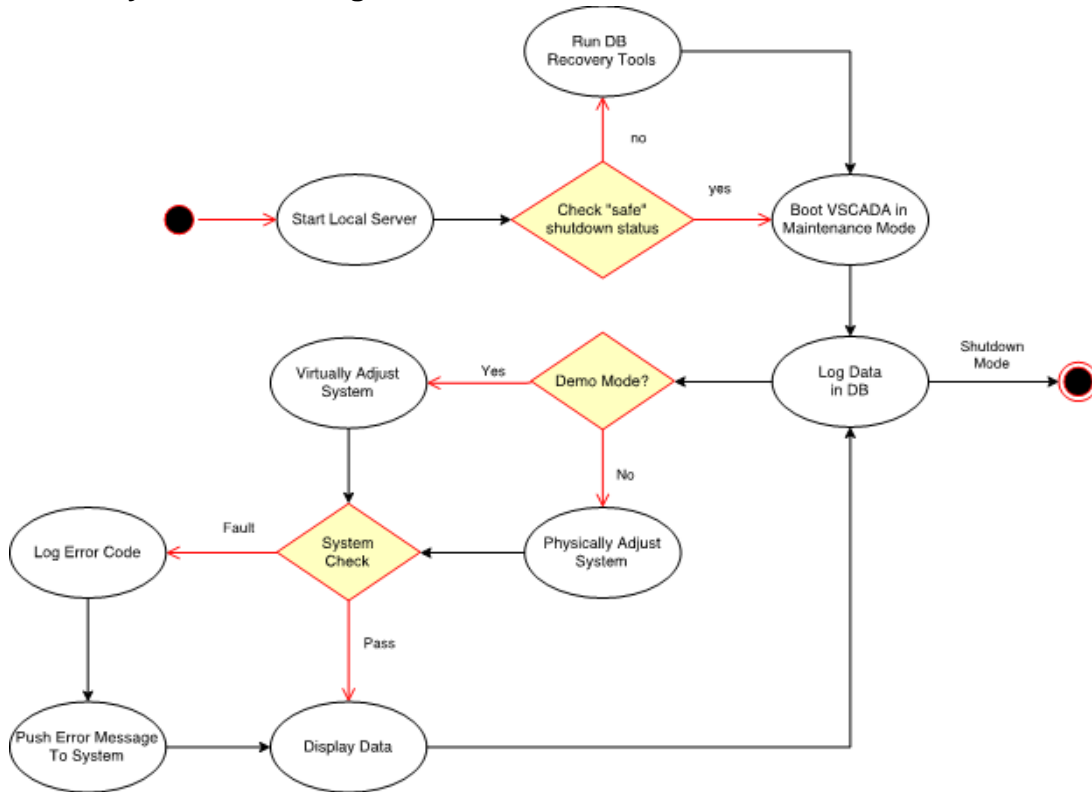 Run DB
Recovery Tools
no
yes
Start Local Server
Check "safe"
shutdown status
Boot VSCADA in
Maintenance Mode
Shutdown
Mode
Virtually Adjust
System
Yes
Demo Mode?
Log Data
in DB
No
Fault
Log Error Code
System
Check
Physically Adjust
System
Pass
Push Error Message
To System
Display Data